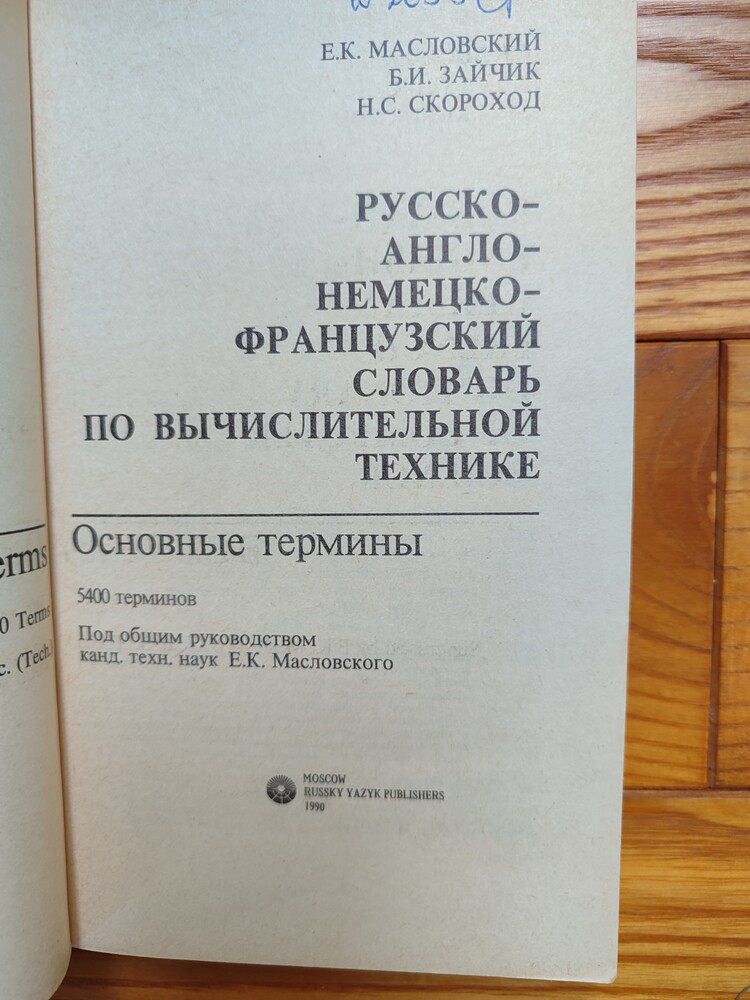 Е.К. МАСЛОВСКИЙ
Б.И. ЗАЙЧИК
Н.С. СКОРОХОД
РУССКО-
АНГЛО-
НЕМЕЦКО-
ФРАНЦУЗСКИЙ
СЛОВАРЬ
ПО ВЫЧИСЛИТЕЛЬНОЙ
ТЕХНИКЕ
Основные термины
5400 терминов
Под общим руководством
канд. техн. наук Е.К. Масловского
MOSCOW
RUSSKY YAZYK PUBLISHERS
1990
erms
0 Terms
c. (Tech.)